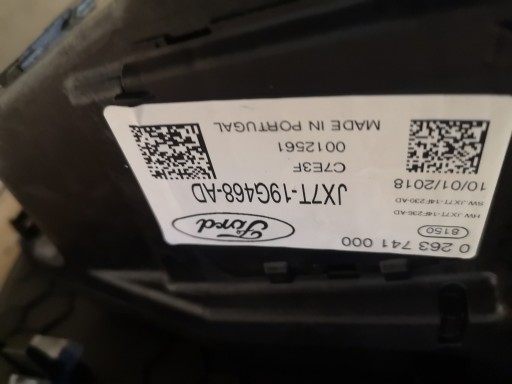 0 263 741 000
8150
Ford
HW JX7T-14F236-AD
SW JX7T-14F230-AD
JX7T-19G468-AD
10/01/2018
C7E3F
0012561
MADE IN PORTUGAL